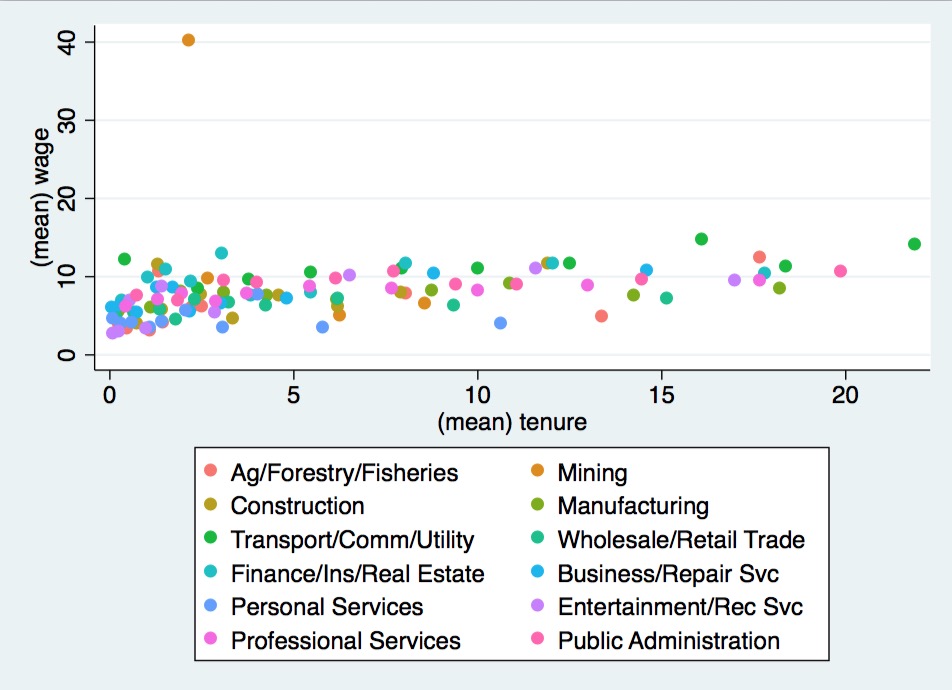 40
30
20
10
0
(mean) wage
0 5 10 15 20
(mean) tenure
Ag/Forestry/Fisheries Mining
Construction Manufacturing
Transport/Comm/Utility Wholesale/Retail Trade
Finance/Ins/Real Estate Business/Repair Svc
Personal Services Entertainment/Rec Svc
Professional Services Public Administration